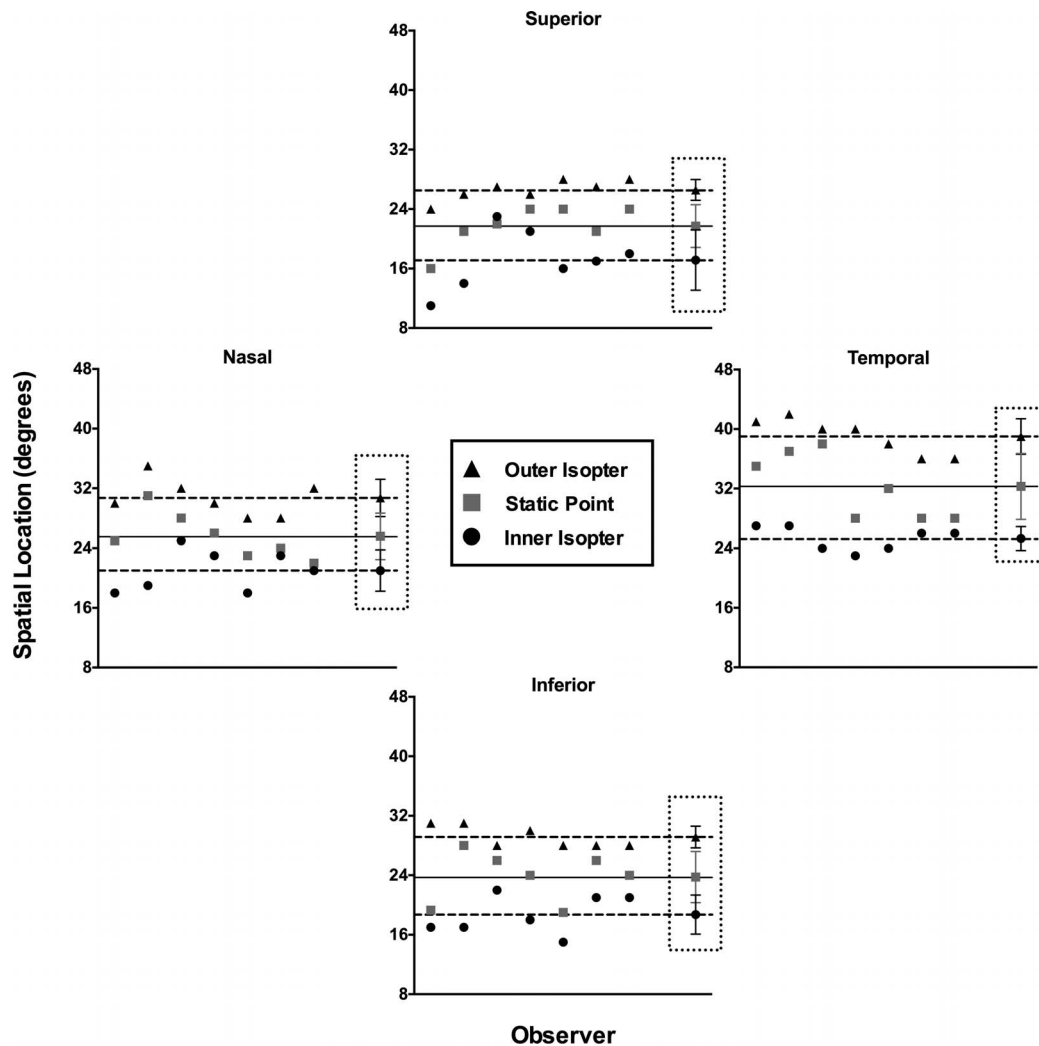 Superior
48
40
32
24
16
8
Nasal
48
40
32
24
16
8
Temporal
48
40
32
24
16
8
Outer Isopter
Static Point
Inner Isopter
Spatial Location (degrees)
Inferior
48
40
32
24
16
8
Observer